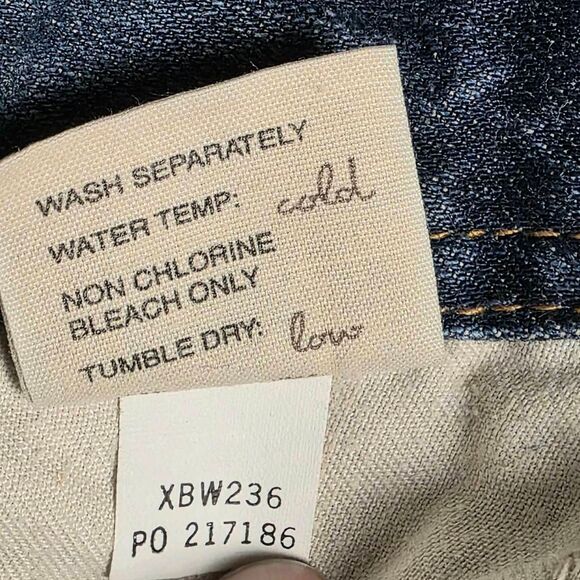 WASH SEPARATELY
WATER TEMP: cold
NON CHLORINE
BLEACH ONLY
TUMBLE DRY: low
XBW236
PO 217186